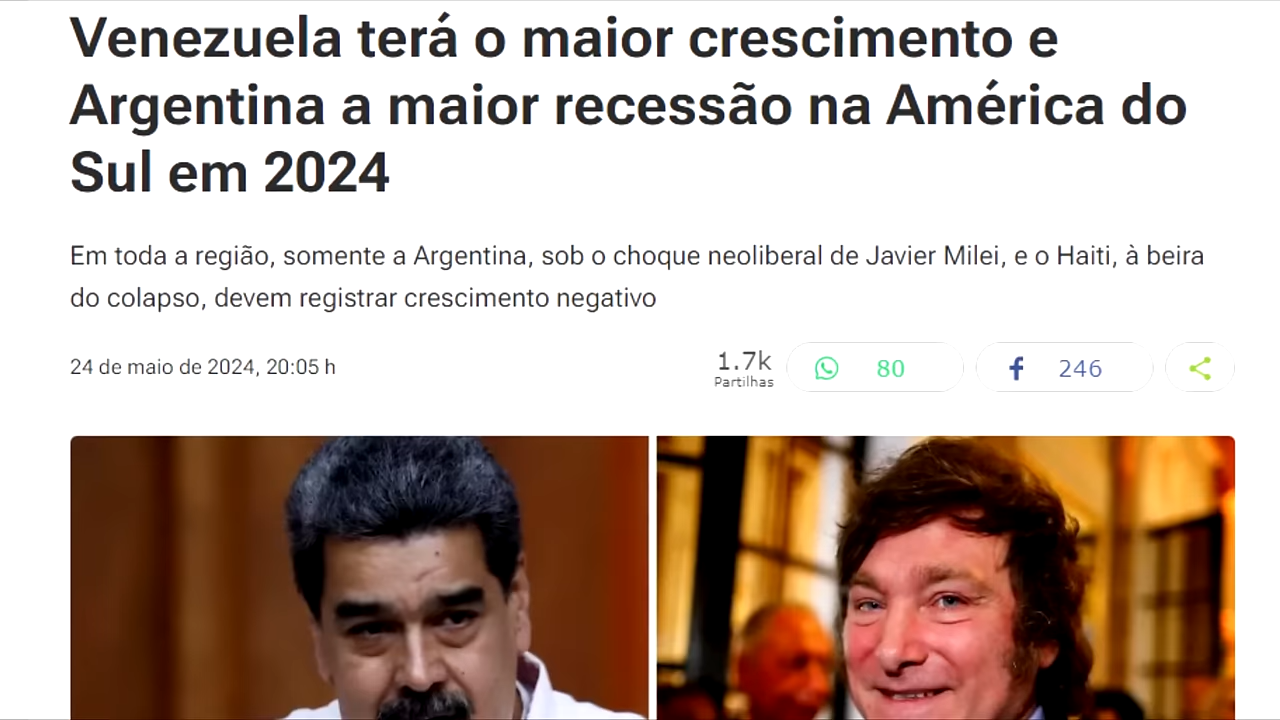 Venezuela terá o maior crescimento e
Argentina a maior recessão na América do
Sul em 2024
Em toda a região, somente a Argentina, sob o choque neoliberal de Javier Milei, e o Haiti, à beira
do colapso, devem registrar crescimento negativo
24 de maio de 2024, 20:05 h
1.7k
Partilhas
80
246